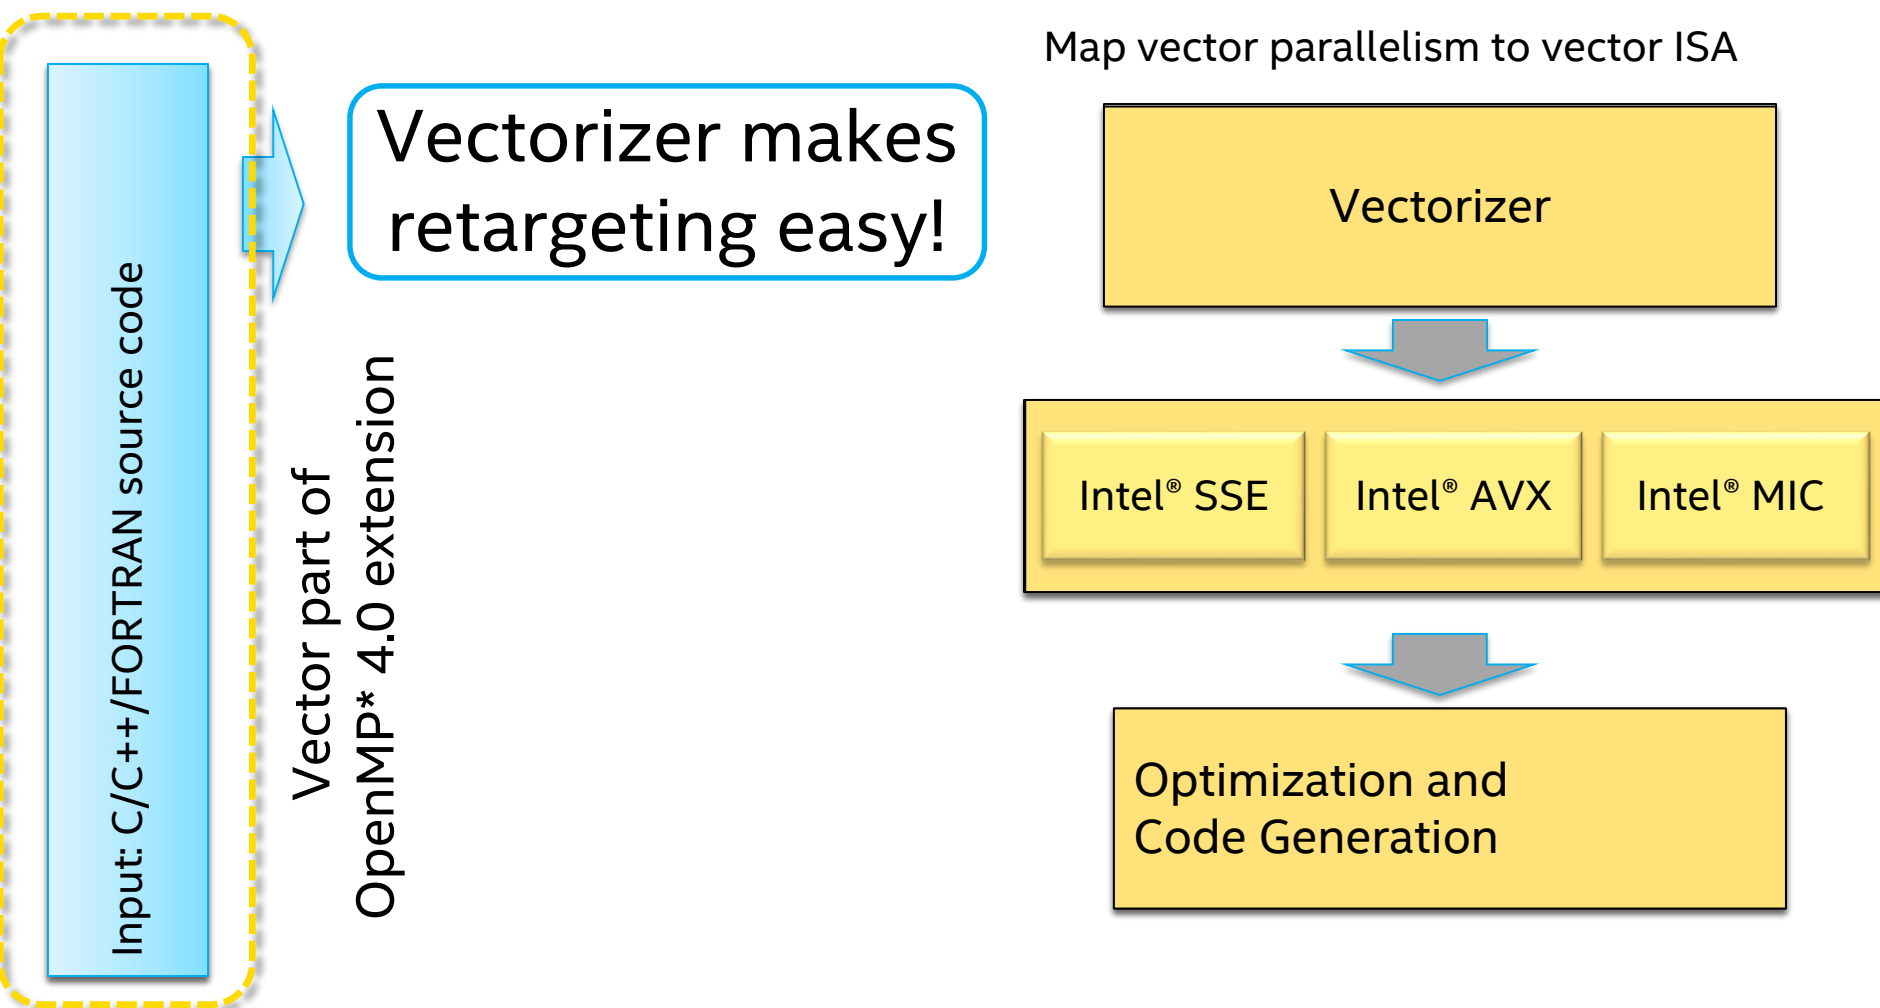 Input: C/C++/FORTRAN source code
Vectorizer makes
retargeting easy!
Vector part of
OpenMP* 4.0 extension
Map vector parallelism to vector ISA
Vectorizer
Intel® SSE
Intel® AVX
Intel® MIC
Optimization and
Code Generation